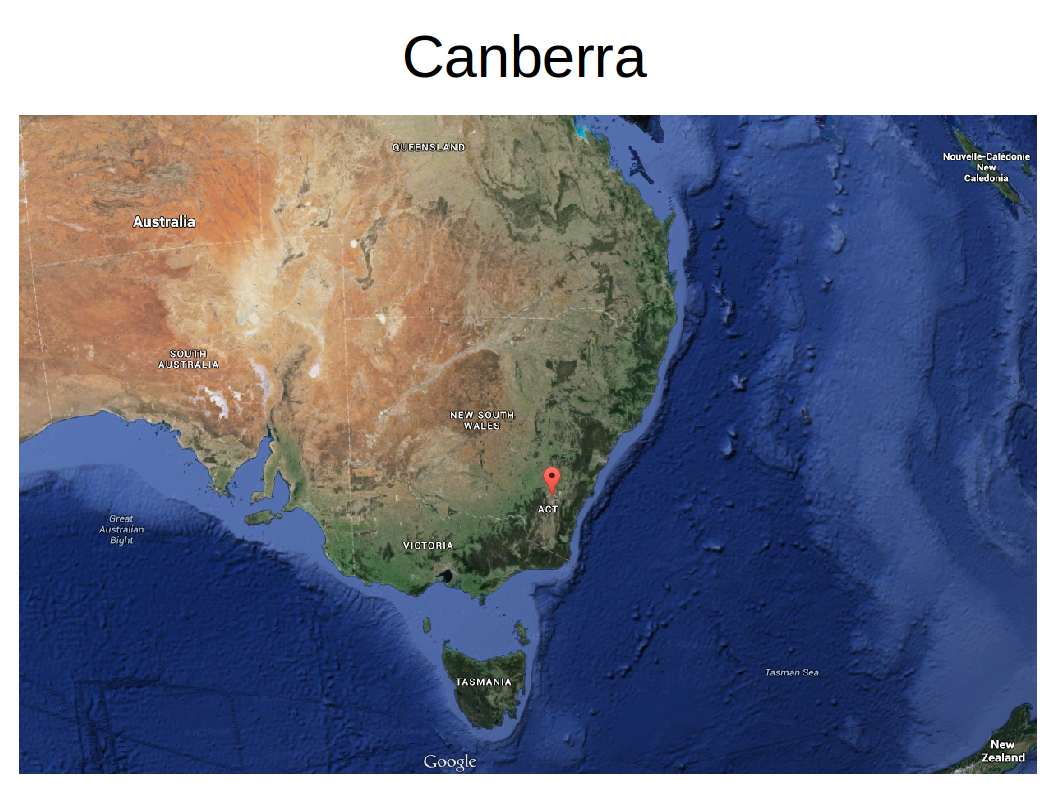 Canberra
QUEENSLAND
Nouvelle-Calédonie
New
Caledonia
Australia
SOUTH
AUSTRALIA
NEW SOUTH
WALES
ACT
Great
Australian
Bight
VICTORIA
Tasman Sea
TASMANIA
New
Zealand
Google